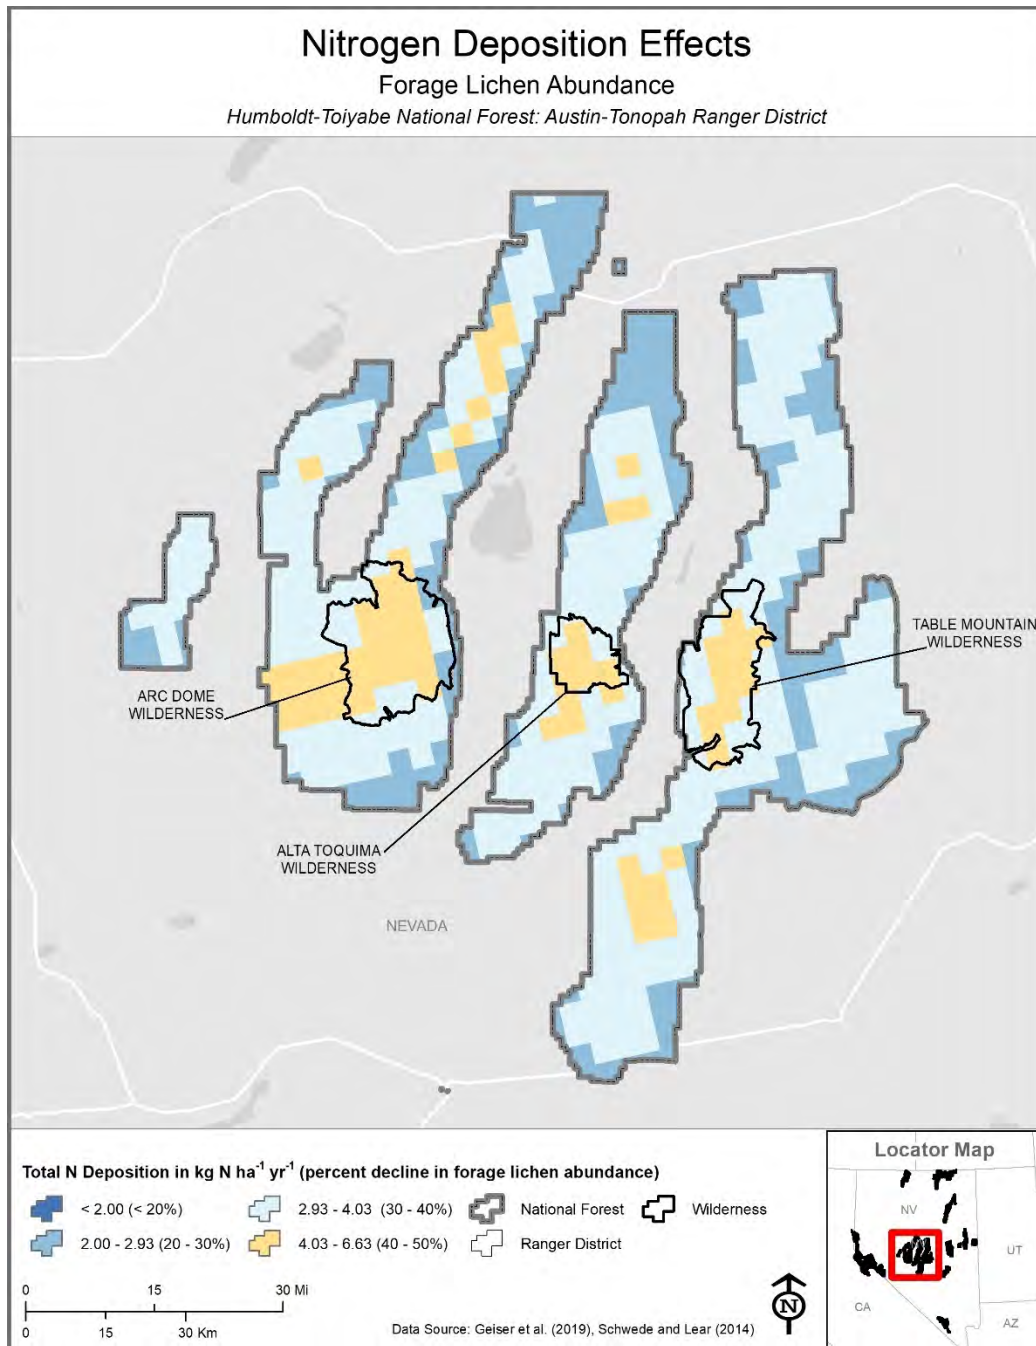 Nitrogen Deposition Effects
Forage Lichen Abundance
Humboldt-Toiyabe National Forest: Austin-Tonopah Ranger District
TABLE MOUNTAIN
WILDERNESS
ARC DOME
WILDERNESS
ALTA TOQUIMA
WILDERNESS
NEVADA
Total N Deposition in kg N ha⁻¹ yr⁻¹ (percent decline in forage lichen abundance)
< 2.00 (< 20%)
2.93 - 4.03 (30 - 40%)
National Forest
Wilderness
2.00 - 2.93 (20 - 30%)
4.03 - 6.63 (40 - 50%)
Ranger District
0 15 30 Mi
0 15 30 Km
N
Data Source: Geiser et al. (2019), Schwede and Lear (2014)
Locator Map
NV
UT
CA
AZ